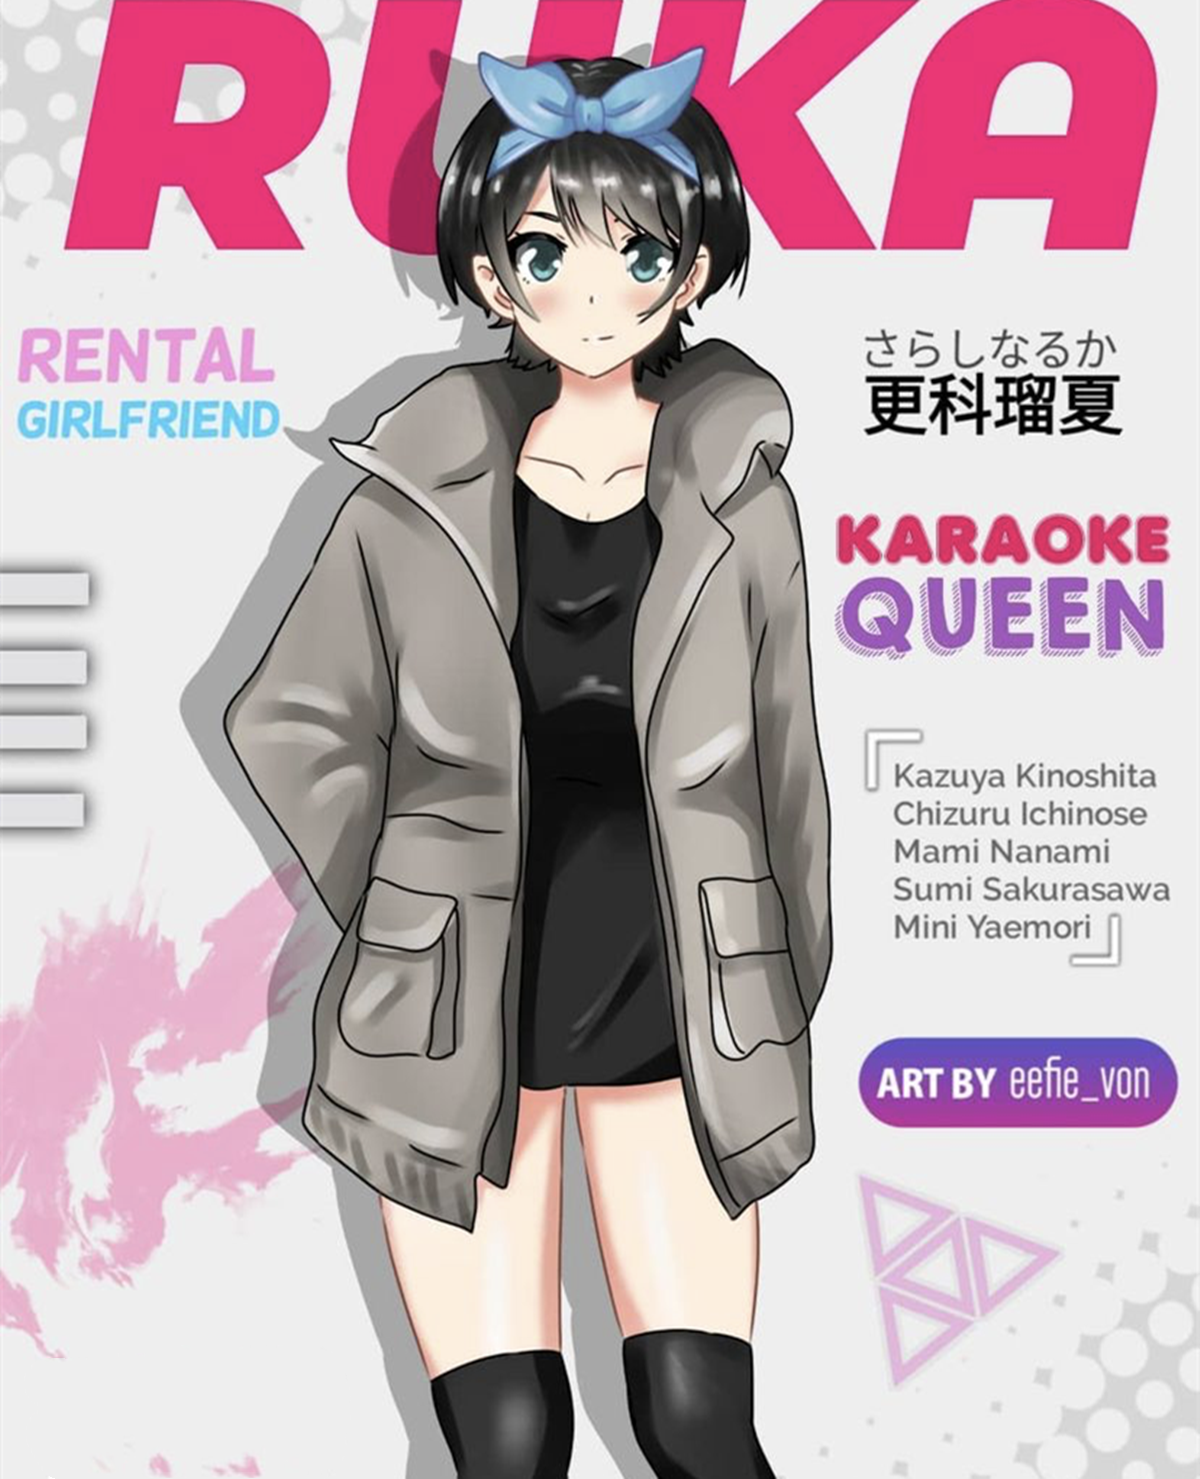 RUKA
RENTAL
GIRLFRIEND
さらしなるか
更科瑠夏
KARAOKE
QUEEN
「Kazuya Kinoshita
Chizuru Ichinose
Mami Nanami
Sumi Sakurasawa
Mini Yaemori」
ART BY eefie_von